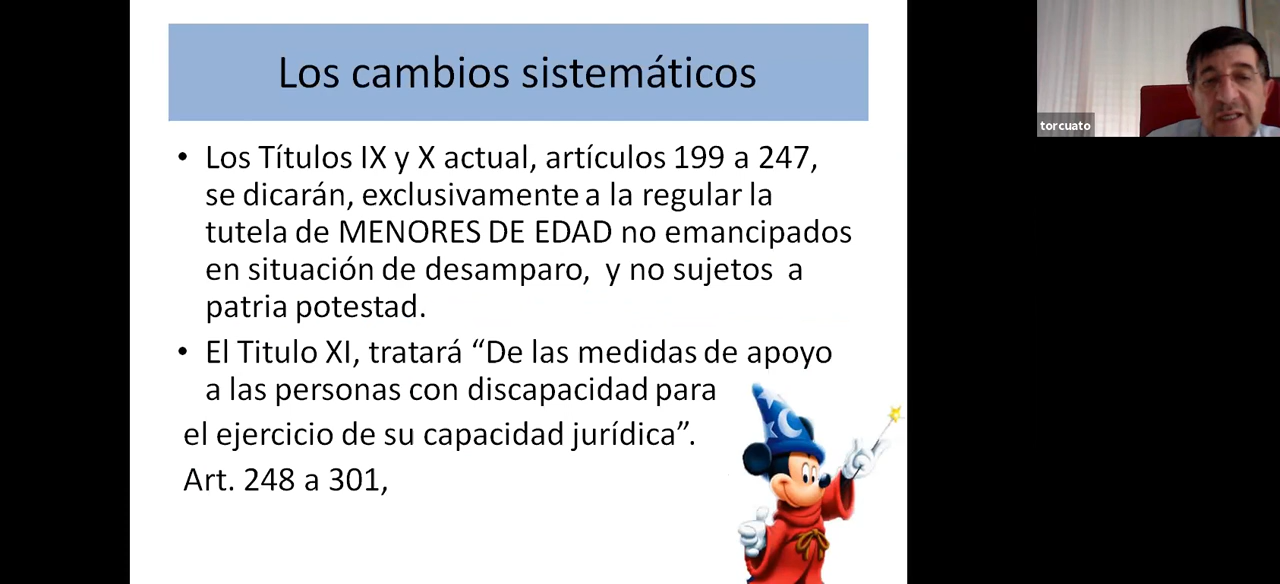 Los cambios sistemáticos
• Los Títulos IX y X actual, artículos 199 a 247,
se dicarán, exclusivamente a la regular la
tutela de MENORES DE EDAD no emancipados
en situación de desamparo, y no sujetos a
patria potestad.
• El Titulo XI, tratará “De las medidas de apoyo
a las personas con discapacidad para
el ejercicio de su capacidad jurídica”.
Art. 248 a 301,
torcuato